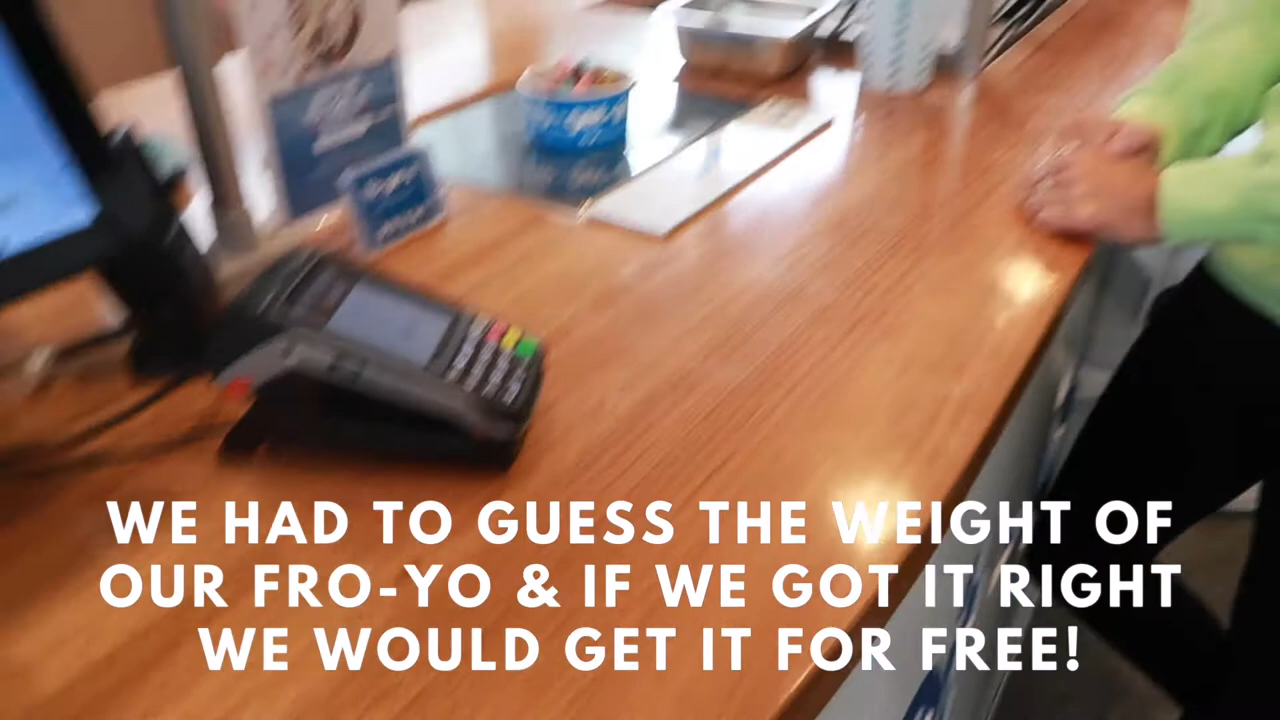 WE HAD TO GUESS THE WEIGHT OF
OUR FRO-YO & IF WE GOT IT RIGHT
WE WOULD GET IT FOR FREE!